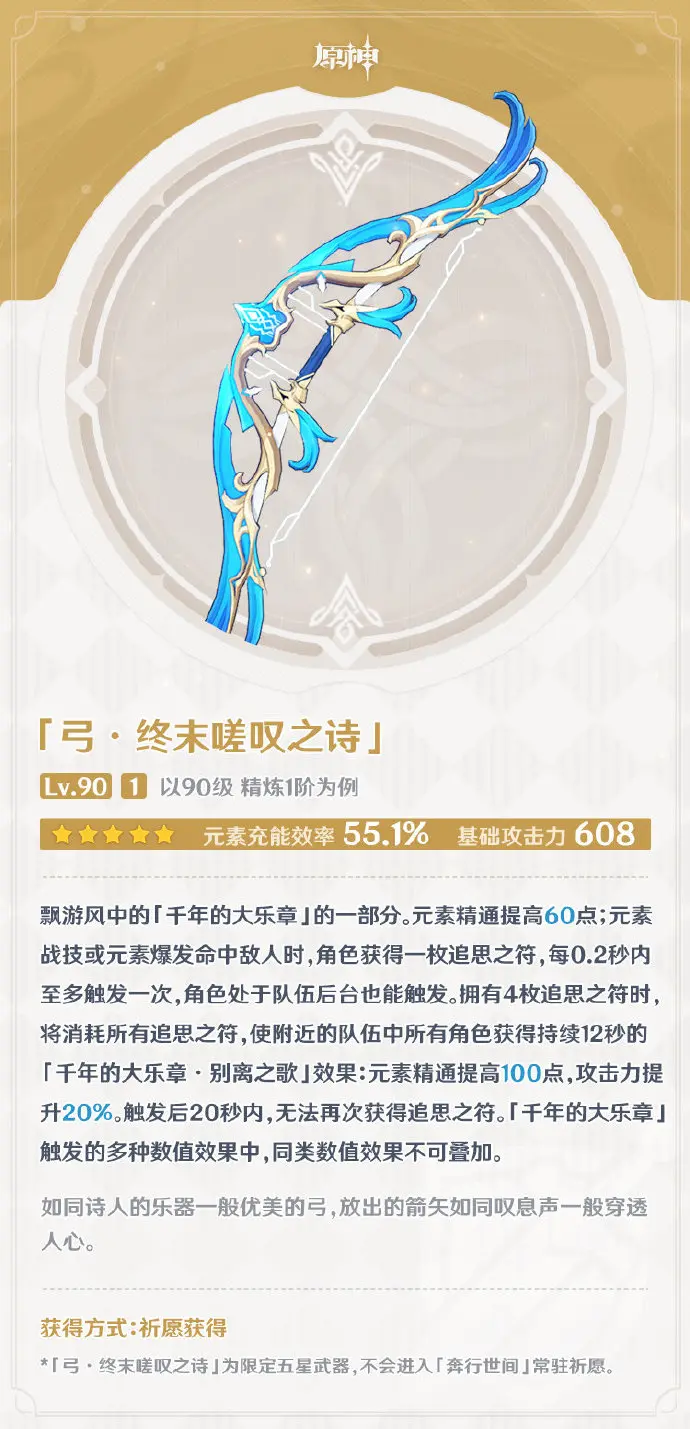 原神
「弓·终末嗟叹之诗」
Lv.90 1 以90级 精炼1阶为例
元素充能效率 55.1% 基础攻击力 608
飘游风中的「千年的大乐章」的一部分。元素精通提高60点；元素
战技或元素爆发命中敌人时，角色获得一枚追思之符，每0.2秒内
至多触发一次，角色处于队伍后台也能触发。拥有4枚追思之符时，
将消耗所有追思之符，使附近的队伍中所有角色获得持续12秒的
「千年的大乐章·别离之歌」效果：元素精通提高100点，攻击力提
升20%。触发后20秒内，无法再次获得追思之符。「千年的大乐章」
触发的多种数值效果中，同类数值效果不可叠加。
如同诗人的乐器一般优美的弓，放出的箭矢如同叹息声一般穿透
人心。
获得方式：祈愿获得
*「弓·终末嗟叹之诗」为限定五星武器，不会进入「奔行世间」常驻祈愿。